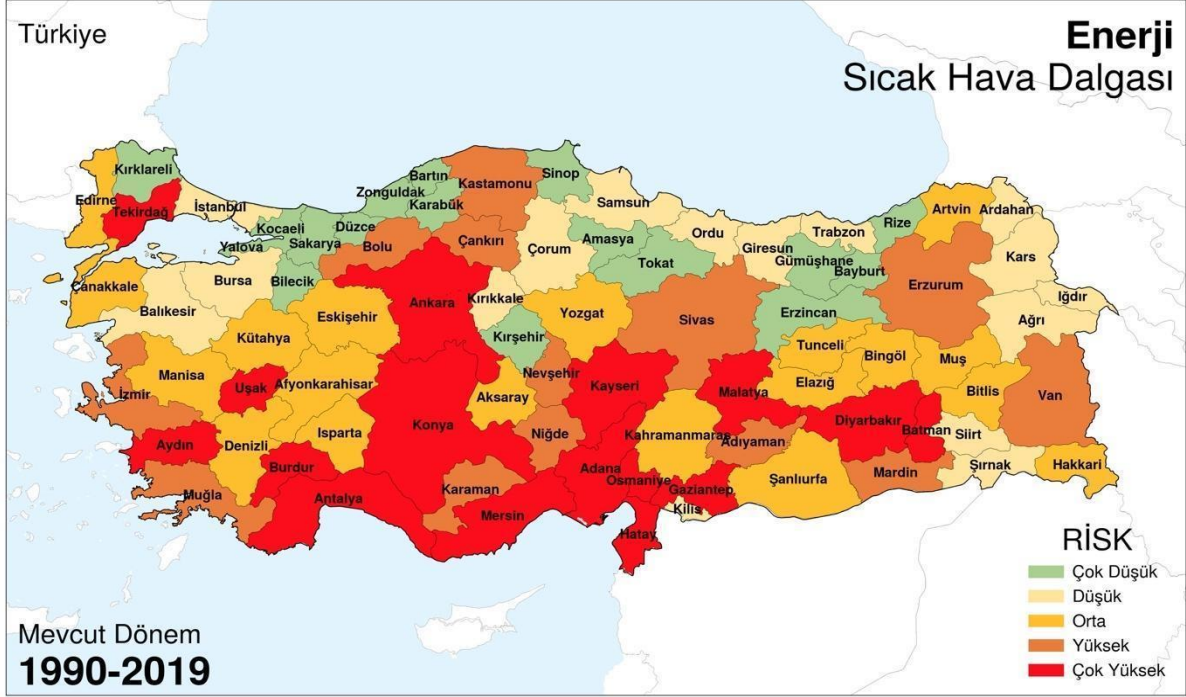 Türkiye
Enerji
Sıcak Hava Dalgası
Kırklareli
Edirne
Tekirdağ
İstanbul
Kocaeli
Yalova
Sakarya
Düzce
Zonguldak
Bartın
Karabük
Kastamonu
Sinop
Samsun
Bolu
Çankırı
Çorum
Amasya
Tokat
Ordu
Giresun
Trabzon
Gümüşhane
Bayburt
Rize
Artvin
Ardahan
Kars
Iğdır
Ağrı
Erzurum
Erzincan
Çanakkale
Balıkesir
Bursa
Bilecik
Eskişehir
Kütahya
Ankara
Kırıkkale
Kırşehir
Yozgat
Sivas
Tunceli
Bingöl
Muş
Elazığ
Bitlis
Van
İzmir
Manisa
Uşak
Afyonkarahisar
Konya
Aksaray
Nevşehir
Kayseri
Malatya
Diyarbakır
Batman
Siirt
Aydın
Denizli
Isparta
Burdur
Niğde
Kahramanmaraş
Adıyaman
Mardin
Şırnak
Hakkari
Muğla
Antalya
Karaman
Mersin
Adana
Osmaniye
Gaziantep
Kilis
Şanlıurfa
Hatay
RİSK
Çok Düşük
Düşük
Orta
Yüksek
Çok Yüksek
Mevcut Dönem
1990-2019